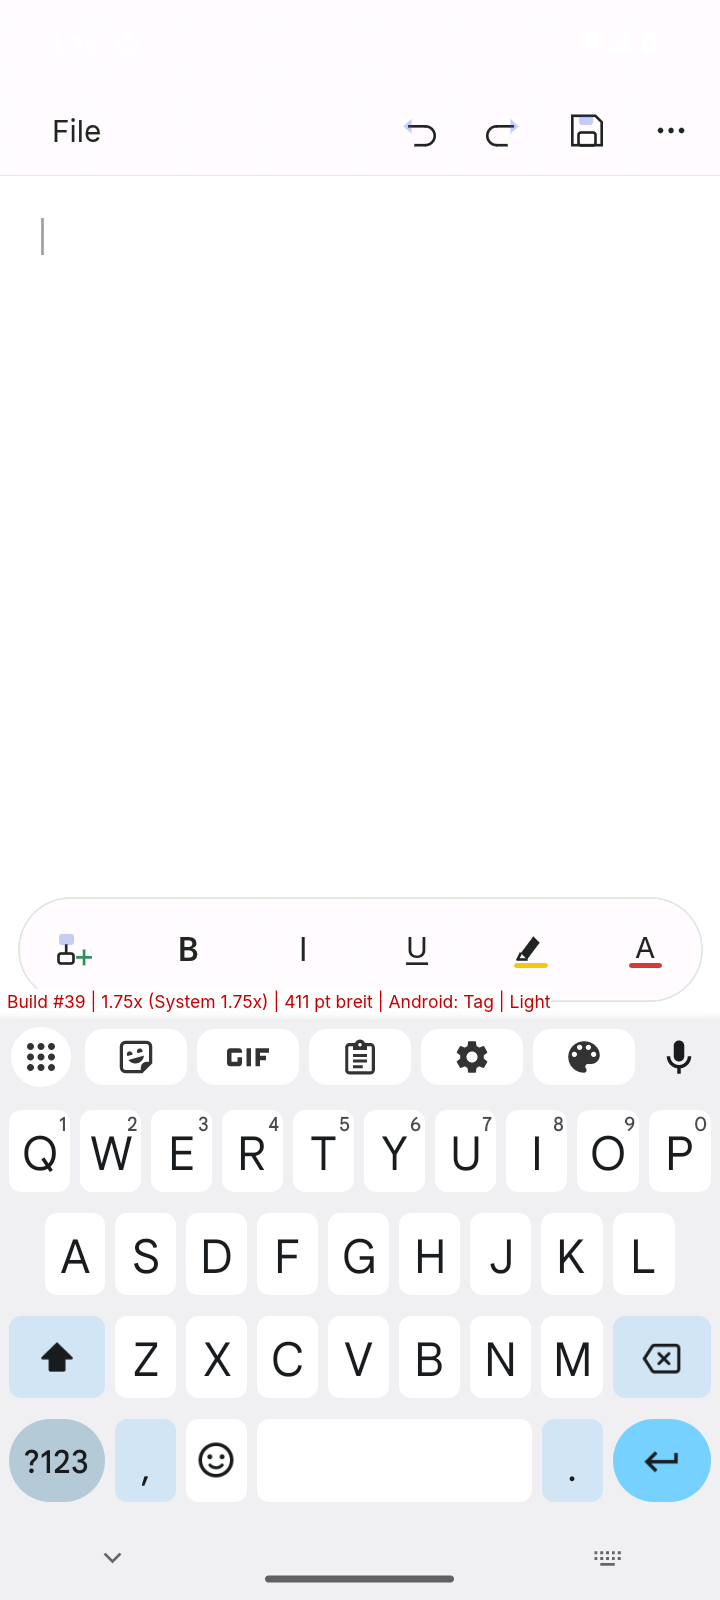 File
B I U A
Build #39 | 1.75x (System 1.75x) | 411 pt breit | Android: Tag | Light
GIF
1 2 3 4 5 6 7 8 9 0
Q W E R T Y U I O P
A S D F G H J K L
Z X C V B N M
?123 , .